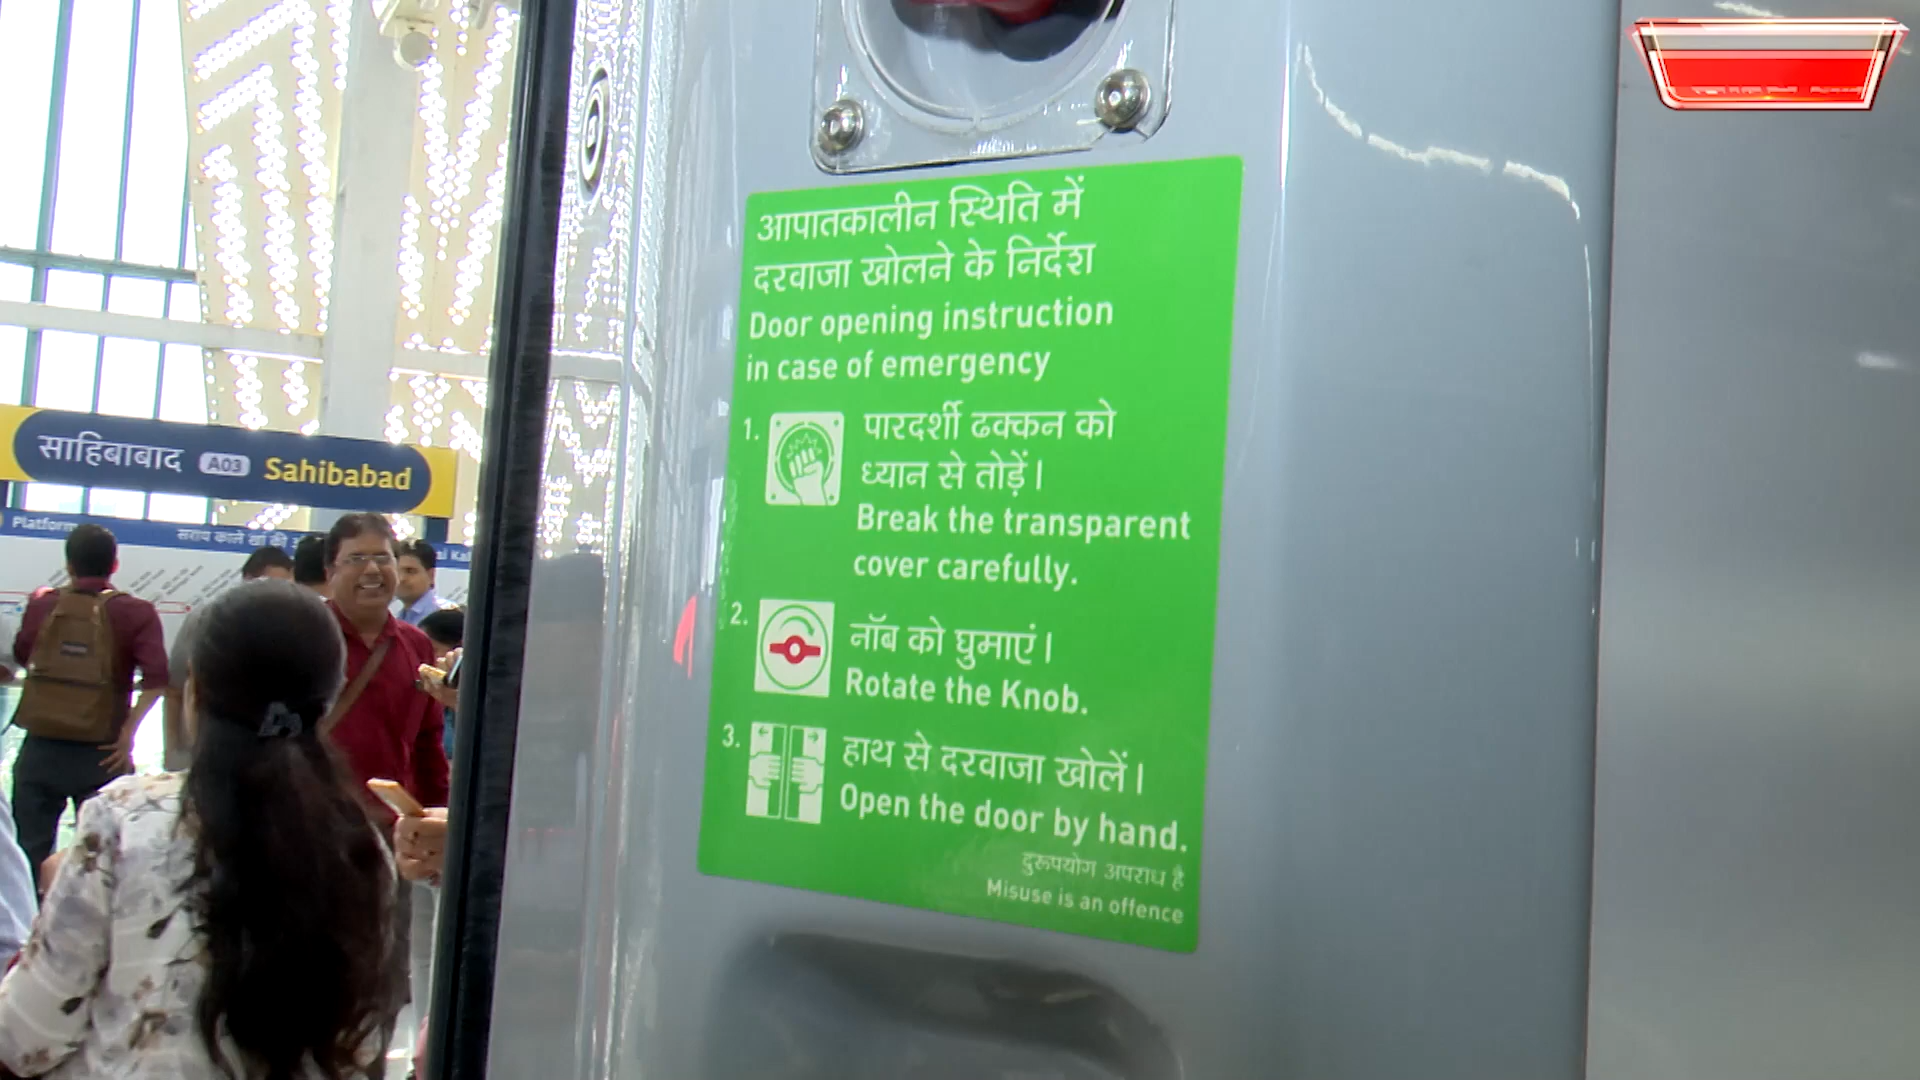 आपातकालीन स्थिति में
दरवाजा खोलने के निर्देश
Door opening instruction
in case of emergency
1. पारदर्शी ढक्कन को
ध्यान से तोड़ें।
Break the transparent
cover carefully.
2. नॉब को घुमाएं।
Rotate the Knob.
3. हाथ से दरवाजा खोलें।
Open the door by hand.
दुरूपयोग अपराध है
Misuse is an offence
साहिबाबाद A03 Sahibabad
Platform सराय काले खां की